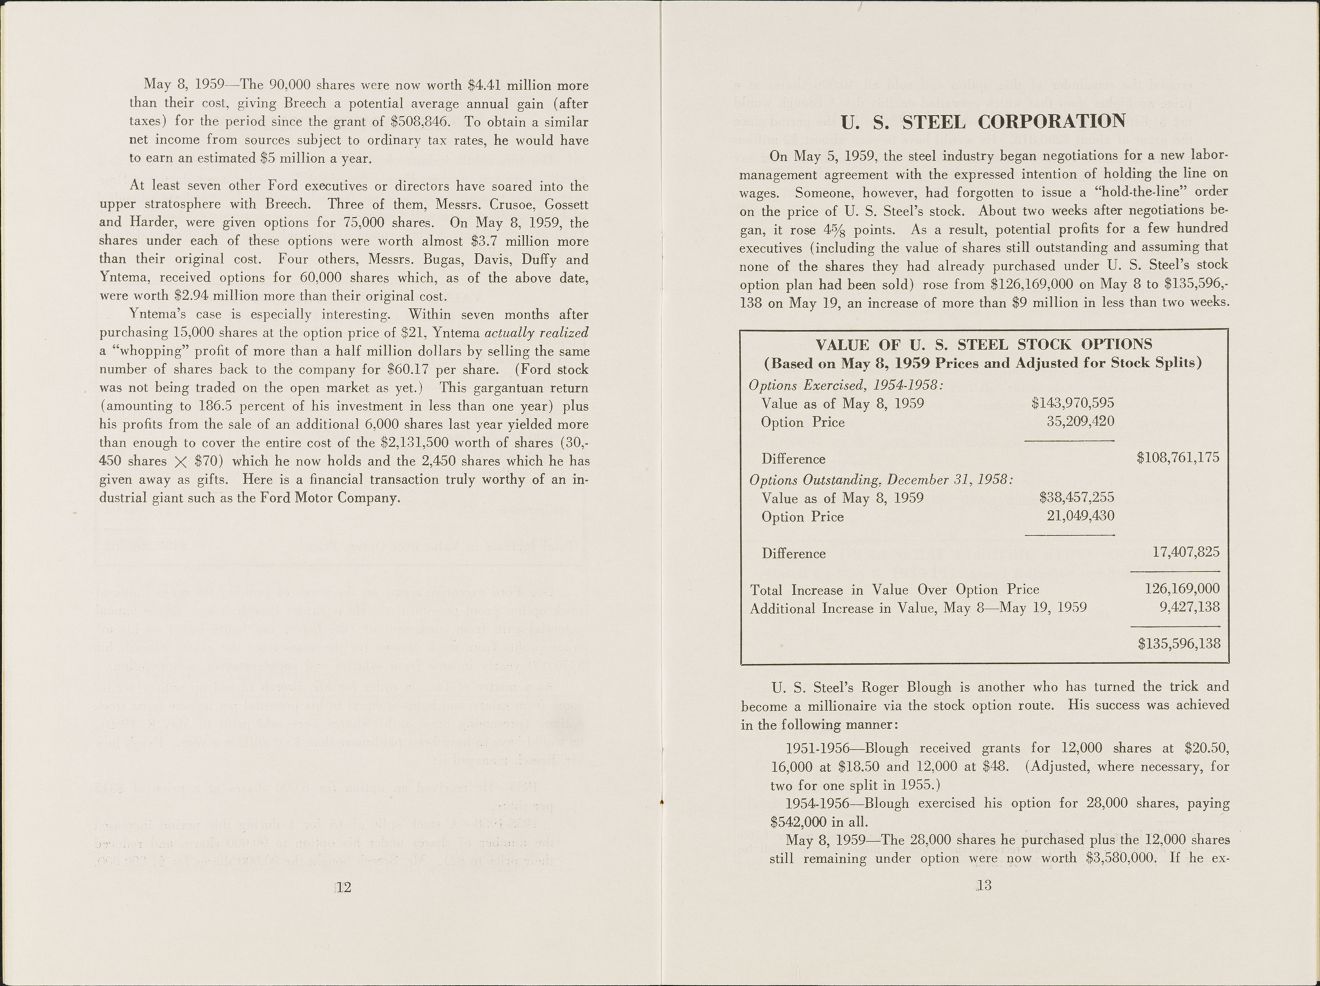 May 8, 1959—The 90,000 shares were now worth $4.41 million more
than their cost, giving Breech a potential average annual gain (after
taxes) for the period since the grant of $508,846. To obtain a similar
net income from sources subject to ordinary tax rates, he would have
to earn an estimated $5 million a year.
At least seven other Ford executives or directors have soared into the
upper stratosphere with Breech. Three of them, Messrs. Crusoe, Gossett
and Harder, were given options for 75,000 shares. On May 8, 1959, the
shares under each of these options were worth almost $3.7 million more
than their original cost. Four others, Messrs. Bugas, Davis, Duffy and
Yntema, received options for 60,000 shares which, as of the above date,
were worth $2.94 million more than their original cost.
Yntema's case is especially interesting. Within seven months after
purchasing 15,000 shares at the option price of $21, Yntema actually realized
a "whopping" profit of more than a half million dollars by selling the same
number of shares back to the company for $60.17 per share. (Ford stock
was not being traded on the open market as yet.) This gargantuan return
(amounting to 186.5 percent of his investment in less than one year) plus
his profits from the sale of an additional 6,000 shares last year yielded more
than enough to cover the entire cost of the $2,131,500 worth of shares (30,-
450 shares × $70) which he now holds and the 2,450 shares which he has
given away as gifts. Here is a financial transaction truly worthy of an in-
dustrial giant such as the Ford Motor Company.
12
U. S. STEEL CORPORATION
On May 5, 1959, the steel industry began negotiations for a new labor-
management agreement with the expressed intention of holding the line on
wages. Someone, however, had forgotten to issue a "hold-the-line" order
on the price of U. S. Steel's stock. About two weeks after negotiations be-
gan, it rose 4⅝ points. As a result, potential profits for a few hundred
executives (including the value of shares still outstanding and assuming that
none of the shares they had already purchased under U. S. Steel's stock
option plan had been sold) rose from $126,169,000 on May 8 to $135,596,-
138 on May 19, an increase of more than $9 million in less than two weeks.
VALUE OF U. S. STEEL STOCK OPTIONS
(Based on May 8, 1959 Prices and Adjusted for Stock Splits)
Options Exercised, 1954-1958:
Value as of May 8, 1959 $143,970,595
Option Price 35,209,420
Difference $108,761,175
Options Outstanding, December 31, 1958:
Value as of May 8, 1959 $38,457,255
Option Price 21,049,430
Difference 17,407,825
Total Increase in Value Over Option Price 126,169,000
Additional Increase in Value, May 8—May 19, 1959 9,427,138
$135,596,138
U. S. Steel's Roger Blough is another who has turned the trick and
become a millionaire via the stock option route. His success was achieved
in the following manner:
1951-1956—Blough received grants for 12,000 shares at $20.50,
16,000 at $18.50 and 12,000 at $48. (Adjusted, where necessary, for
two for one split in 1955.)
1954-1956—Blough exercised his option for 28,000 shares, paying
$542,000 in all.
May 8, 1959—The 28,000 shares he purchased plus the 12,000 shares
still remaining under option were now worth $3,580,000. If he ex-
13